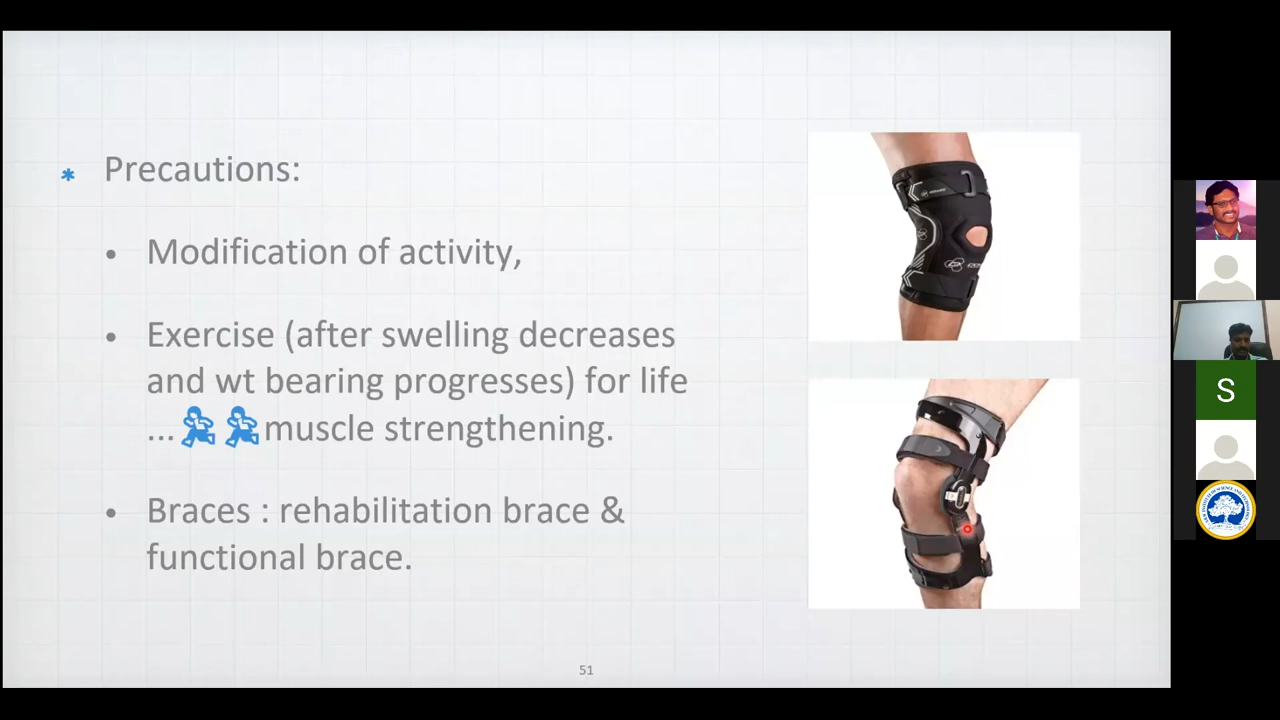 Precautions:
Modification of activity,
Exercise (after swelling decreases
and wt bearing progresses) for life
... muscle strengthening.
Braces : rehabilitation brace &
functional brace.
51
S